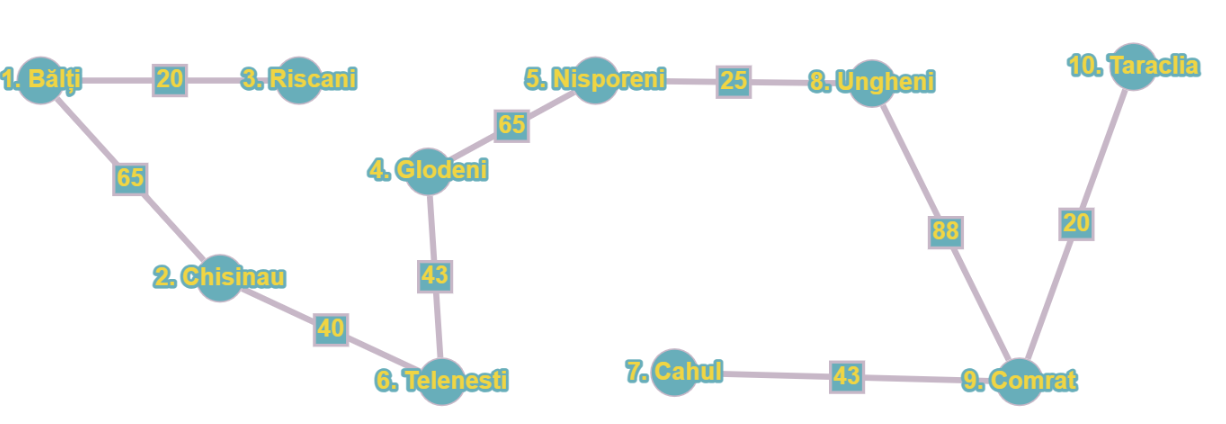 1. Bălți
20
3. Riscani
5. Nisporeni
25
8. Ungheni
10. Taraclia
65
4. Glodeni
65
2. Chisinau
43
88
20
40
6. Telenesti
7. Cahul
43
9. Comrat